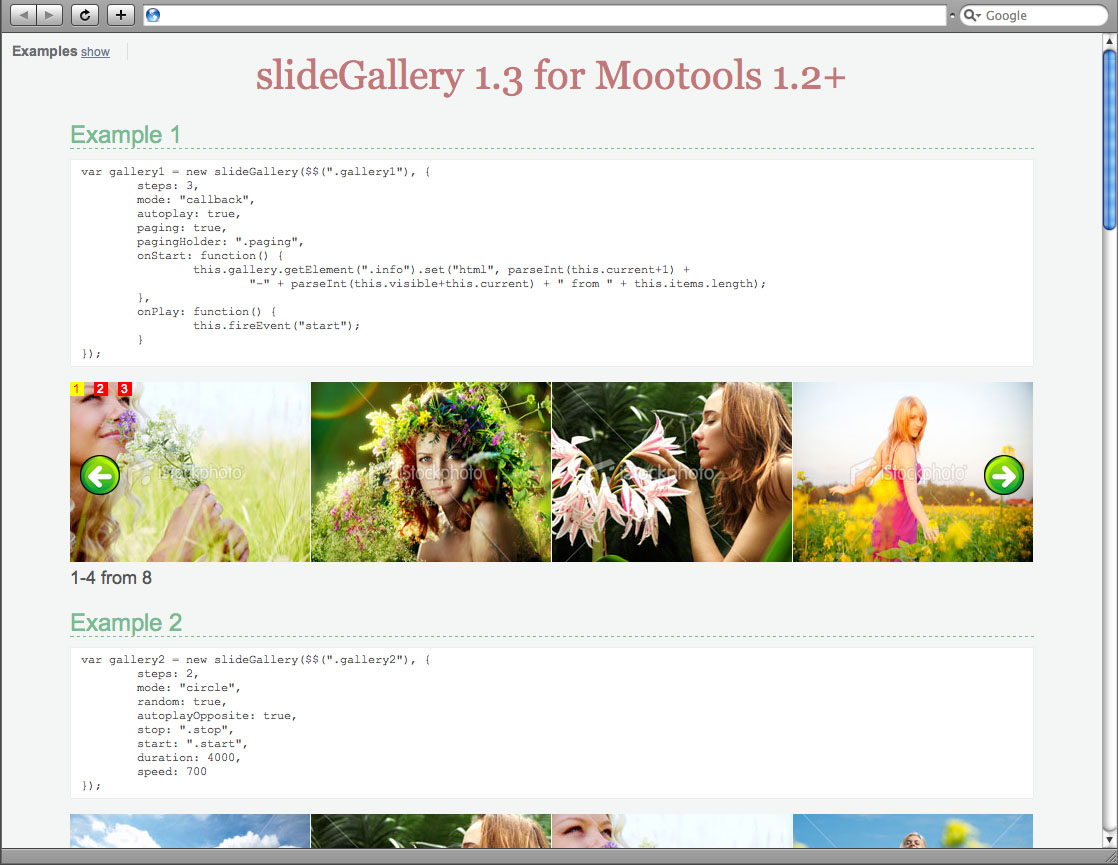 Google
Examples show
slideGallery 1.3 for Mootools 1.2+
Example 1
var gallery1 = new slideGallery($$(".gallery1"), {
steps: 3,
mode: "callback",
autoplay: true,
paging: true,
pagingHolder: ".paging",
onStart: function() {
this.gallery.getElement(".info").set("html", parseInt(this.current+1) +
"-" + parseInt(this.visible+this.current) + " from " + this.items.length);
},
onPlay: function() {
this.fireEvent("start");
}
});
1 2 3
iStockphoto iStockphoto iStockphoto iStockphoto
1-4 from 8
Example 2
var gallery2 = new slideGallery($$(".gallery2"), {
steps: 2,
mode: "circle",
random: true,
autoplayOpposite: true,
stop: ".stop",
start: ".start",
duration: 4000,
speed: 700
});